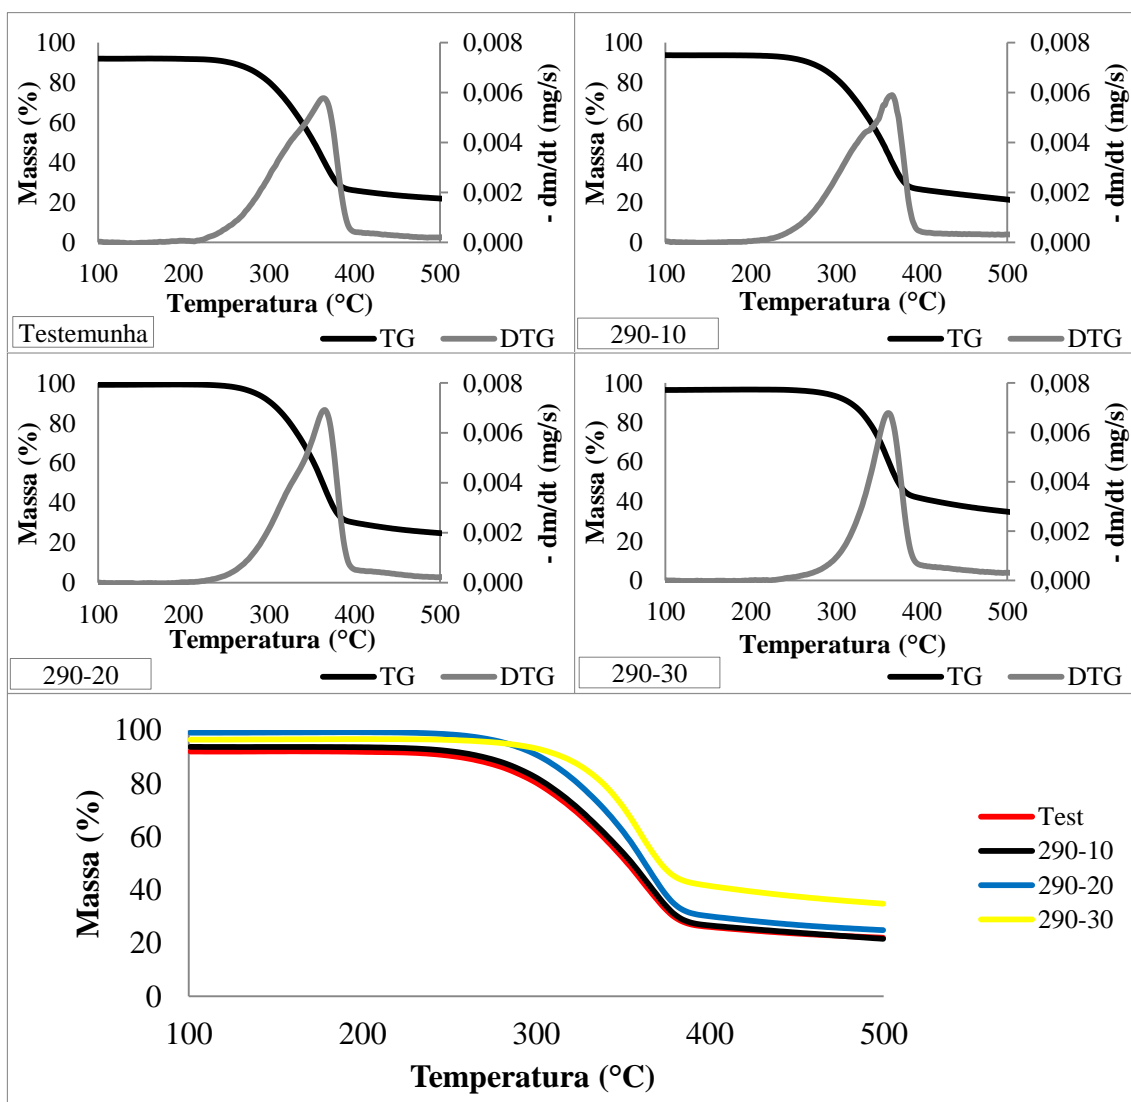 Massa (%)
100
80
60
40
20
0
0,008
0,006
0,004
0,002
0,000
- dm/dt (mg/s)
100 200 300 400 500
Temperatura (°C)
Testemunha
TG DTG
Massa (%)
100
80
60
40
20
0
0,008
0,006
0,004
0,002
0,000
- dm/dt (mg/s)
100 200 300 400 500
Temperatura (°C)
290-10
TG DTG
Massa (%)
100
80
60
40
20
0
0,008
0,006
0,004
0,002
0,000
- dm/dt (mg/s)
100 200 300 400 500
Temperatura (°C)
290-20
TG DTG
Massa (%)
100
80
60
40
20
0
0,008
0,006
0,004
0,002
0,000
- dm/dt (mg/s)
100 200 300 400 500
Temperatura (°C)
290-30
TG DTG
Massa (%)
100
80
60
40
20
0
100 200 300 400 500
Temperatura (°C)
Test
290-10
290-20
290-30